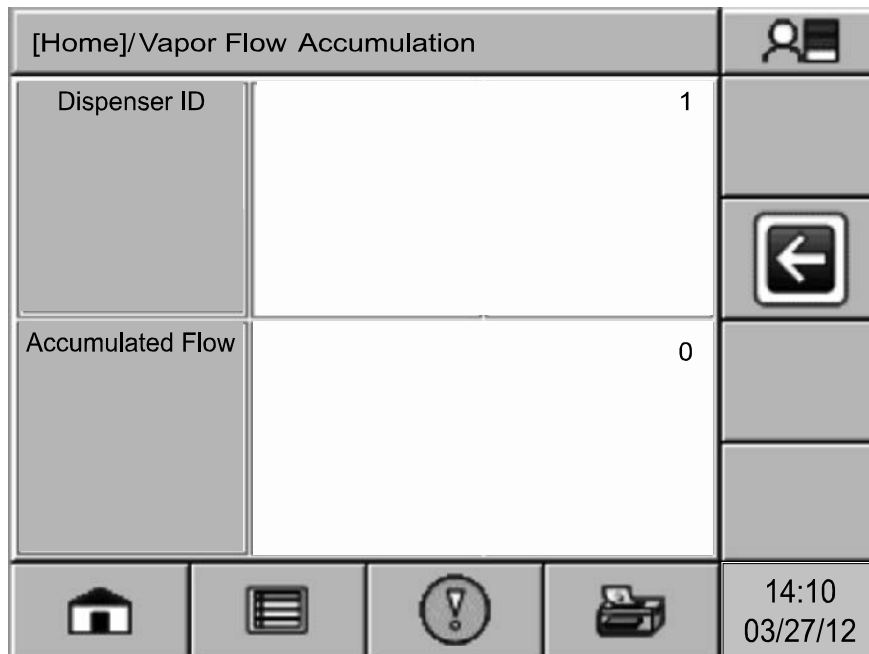 [Home]/Vapor Flow Accumulation
Dispenser ID
1
Accumulated Flow
0
14:10
03/27/12